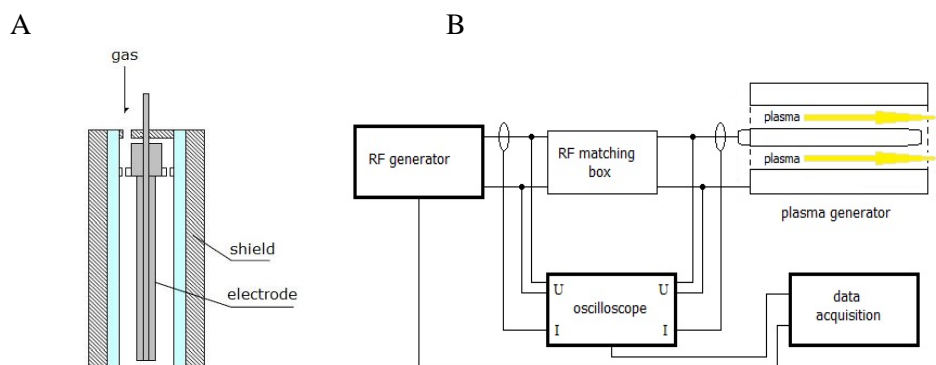 A
B
gas
shield
electrode
RF generator
RF matching
box
plasma
plasma
plasma generator
U
U
oscilloscope
I
I
data
acquisition